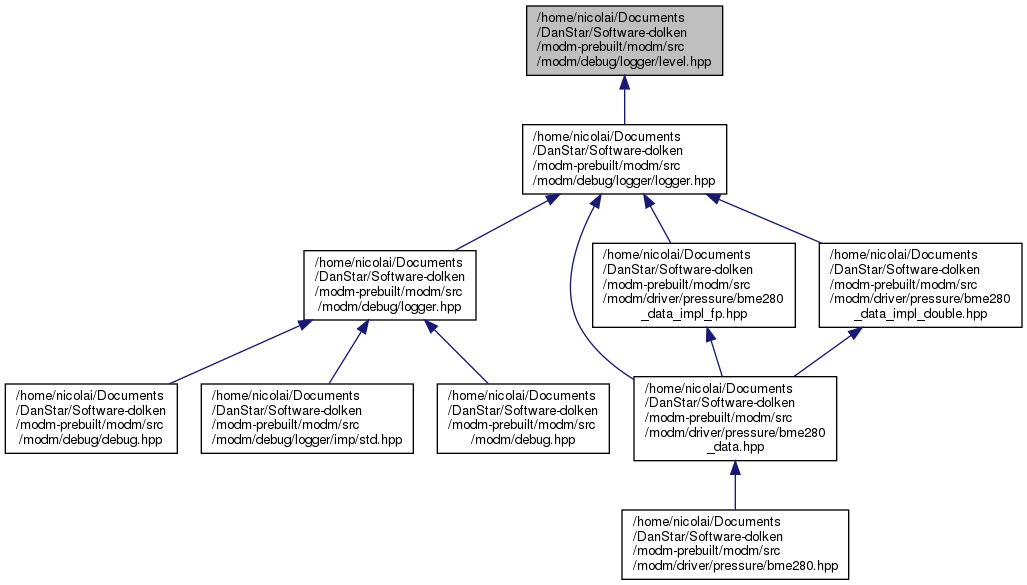 /home/nicolai/Documents
/DanStar/Software-dolken
/modm-prebuilt/modm/src
/modm/debug/logger/level.hpp
/home/nicolai/Documents
/DanStar/Software-dolken
/modm-prebuilt/modm/src
/modm/debug/logger/logger.hpp
/home/nicolai/Documents
/DanStar/Software-dolken
/modm-prebuilt/modm/src
/modm/debug/logger.hpp
/home/nicolai/Documents
/DanStar/Software-dolken
/modm-prebuilt/modm/src
/modm/driver/pressure/bme280
_data_impl_fp.hpp
/home/nicolai/Documents
/DanStar/Software-dolken
/modm-prebuilt/modm/src
/modm/driver/pressure/bme280
_data_impl_double.hpp
/home/nicolai/Documents
/DanStar/Software-dolken
/modm-prebuilt/modm/src
/modm/debug/debug.hpp
/home/nicolai/Documents
/DanStar/Software-dolken
/modm-prebuilt/modm/src
/modm/debug/logger/imp/std.hpp
/home/nicolai/Documents
/DanStar/Software-dolken
/modm-prebuilt/modm/src
/modm/debug.hpp
/home/nicolai/Documents
/DanStar/Software-dolken
/modm-prebuilt/modm/src
/modm/driver/pressure/bme280
_data.hpp
/home/nicolai/Documents
/DanStar/Software-dolken
/modm-prebuilt/modm/src
/modm/driver/pressure/bme280.hpp